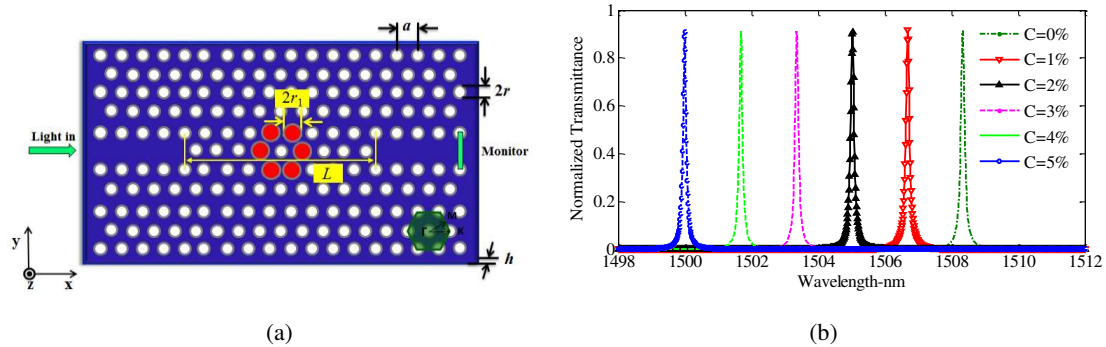 a
2r
2r₁
Light in
Monitor
L
M
Γ
K
y
z
x
h
(a)
Normalized Transmittance
1
0.8
0.6
0.4
0.2
0
1498 1500 1502 1504 1506 1508 1510 1512
Wavelength-nm
C=0%
C=1%
C=2%
C=3%
C=4%
C=5%
(b)